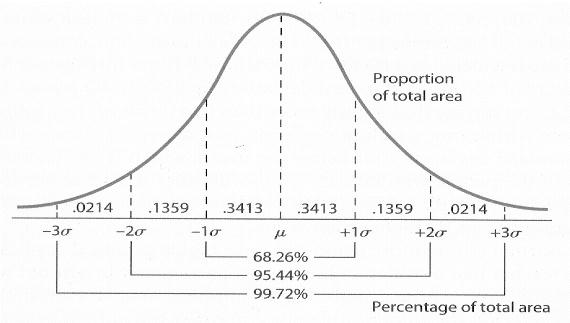 Proportion
of total area
.0214 .1359 .3413 .3413 .1359 .0214
−3σ −2σ −1σ μ +1σ +2σ +3σ
68.26%
95.44%
99.72%
Percentage of total area